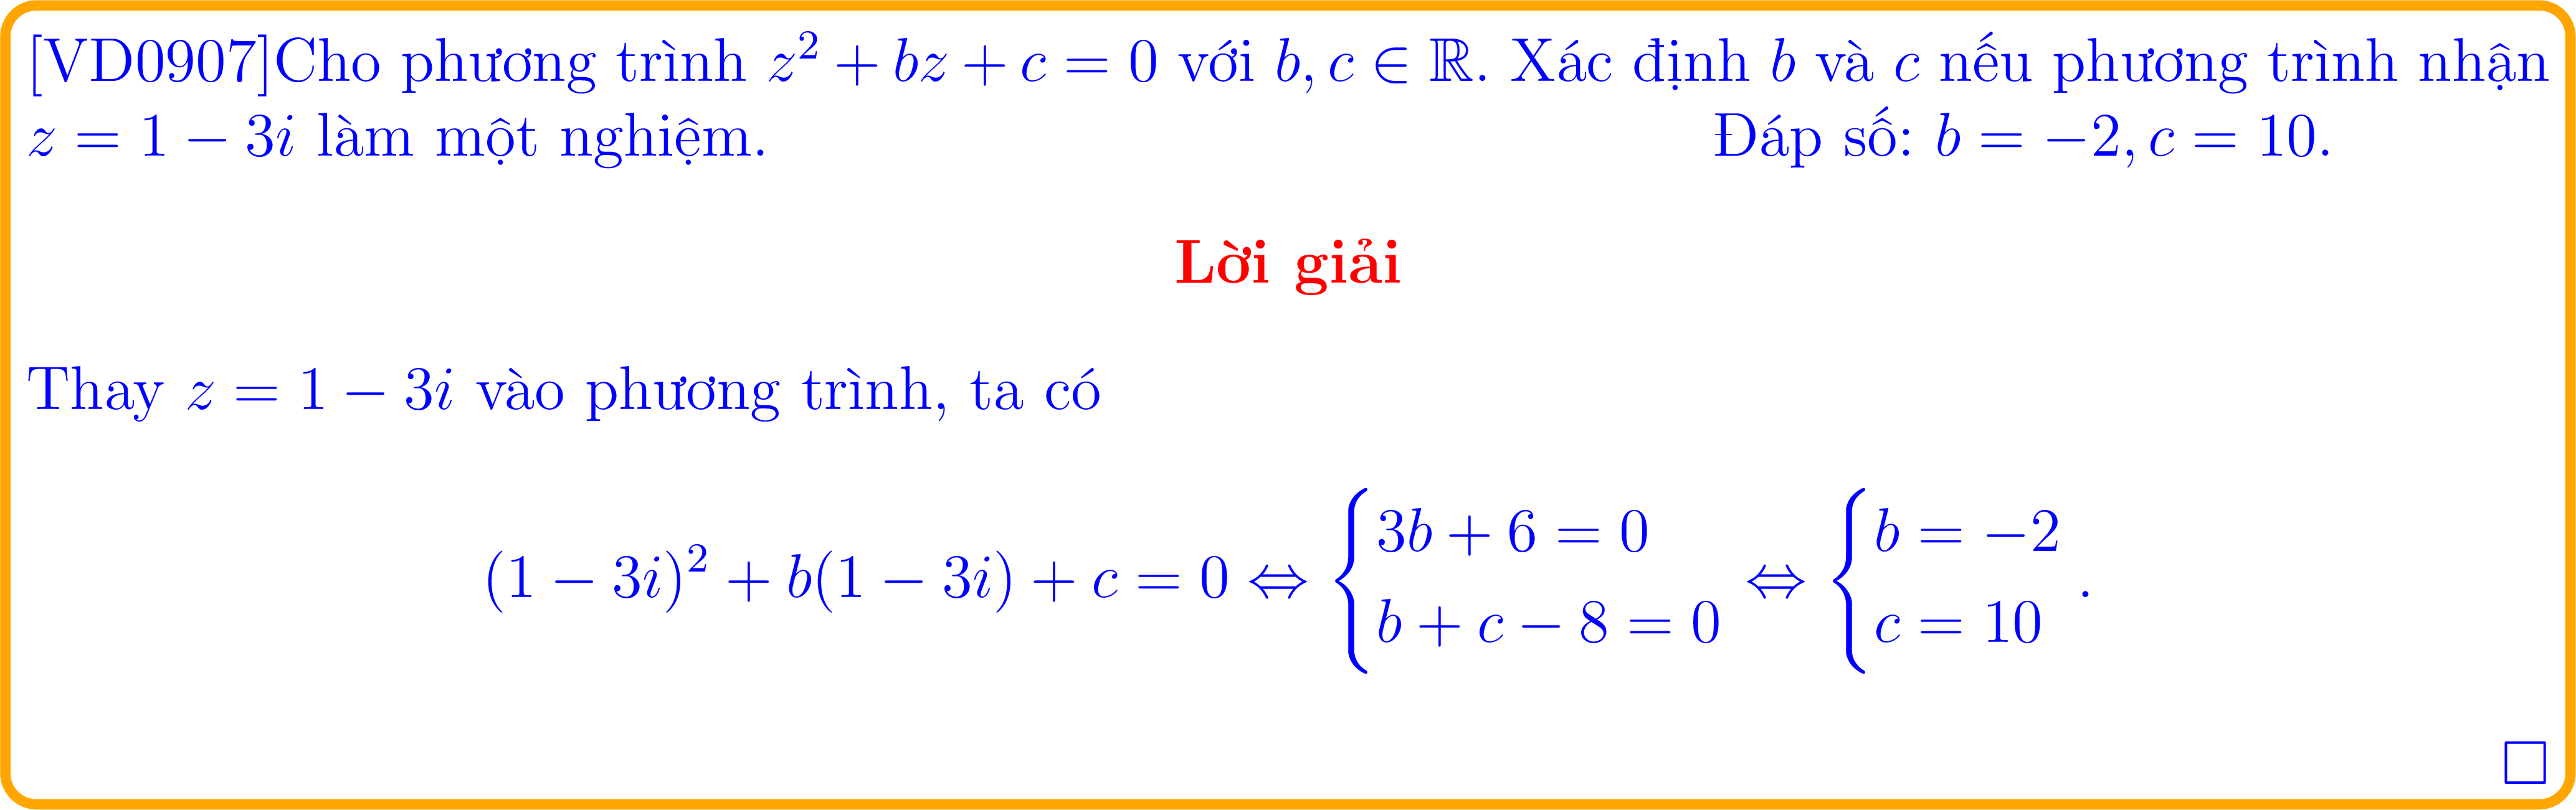 [VD0907]Cho phương trình $z^2 + bz + c = 0$ với $b, c \in \mathbb{R}$. Xác định $b$ và $c$ nếu phương trình nhận
$z = 1 - 3i$ làm một nghiệm. Đáp số: $b = -2, c = 10$.
Lời giải
Thay $z = 1 - 3i$ vào phương trình, ta có
$(1 - 3i)^2 + b(1 - 3i) + c = 0 \Leftrightarrow \begin{cases} 3b + 6 = 0 \\ b + c - 8 = 0 \end{cases} \Leftrightarrow \begin{cases} b = -2 \\ c = 10 \end{cases}.$
□